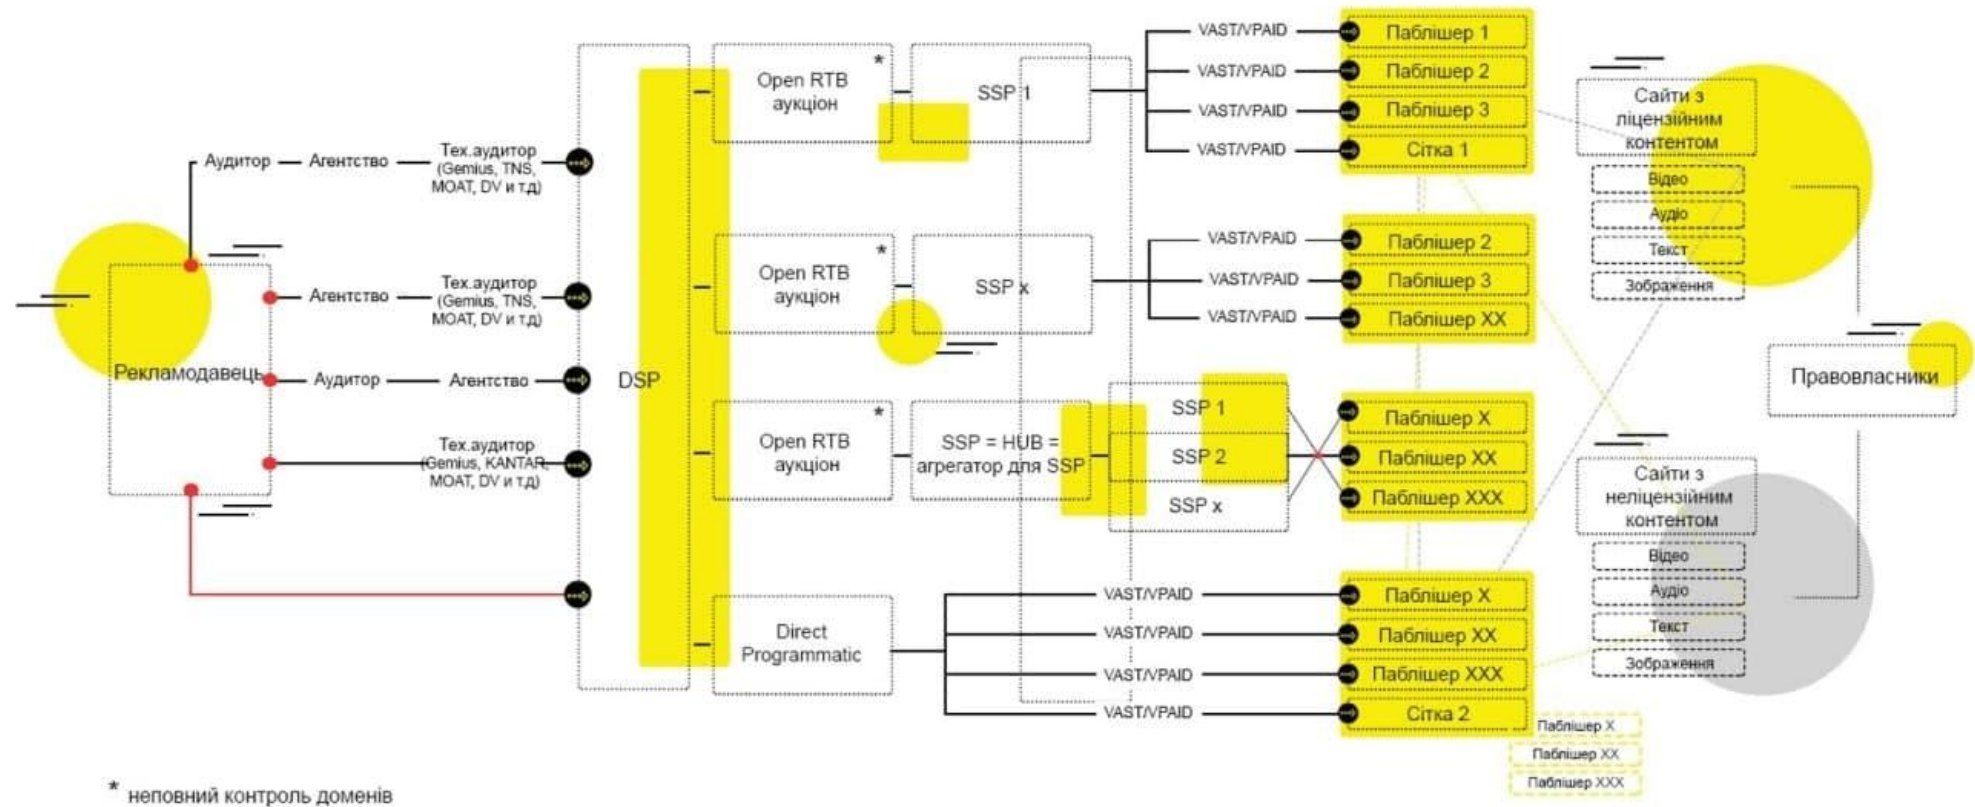 Рекламодавець
Аудитор
Агентство
Тех.аудитор
(Gemius, TNS,
MOAT, DV и т.д)
Агентство
Тех.аудитор
(Gemius, TNS,
MOAT, DV и т.д)
Аудитор
Агентство
Тех.аудитор
(Gemius, KANTAR,
MOAT, DV и т.д)
DSP
Open RTB
аукціон
*
SSP 1
VAST/VPAID
VAST/VPAID
VAST/VPAID
VAST/VPAID
Паблішер 1
Паблішер 2
Паблішер 3
Сітка 1
Open RTB
аукціон
*
SSP x
VAST/VPAID
VAST/VPAID
VAST/VPAID
Паблішер 2
Паблішер 3
Паблішер XX
Open RTB
аукціон
*
SSP = HUB =
агрегатор для SSP
SSP 1
SSP 2
SSP x
Паблішер X
Паблішер XX
Паблішер XXX
Direct
Programmatic
VAST/VPAID
VAST/VPAID
VAST/VPAID
VAST/VPAID
Паблішер X
Паблішер XX
Паблішер XXX
Сітка 2
Паблішер X
Паблішер XX
Паблішер XXX
Сайти з
ліцензійним
контентом
Відео
Аудіо
Текст
Зображення
Правовласники
Сайти з
неліцензійним
контентом
Відео
Аудіо
Текст
Зображення
* неповний контроль доменів